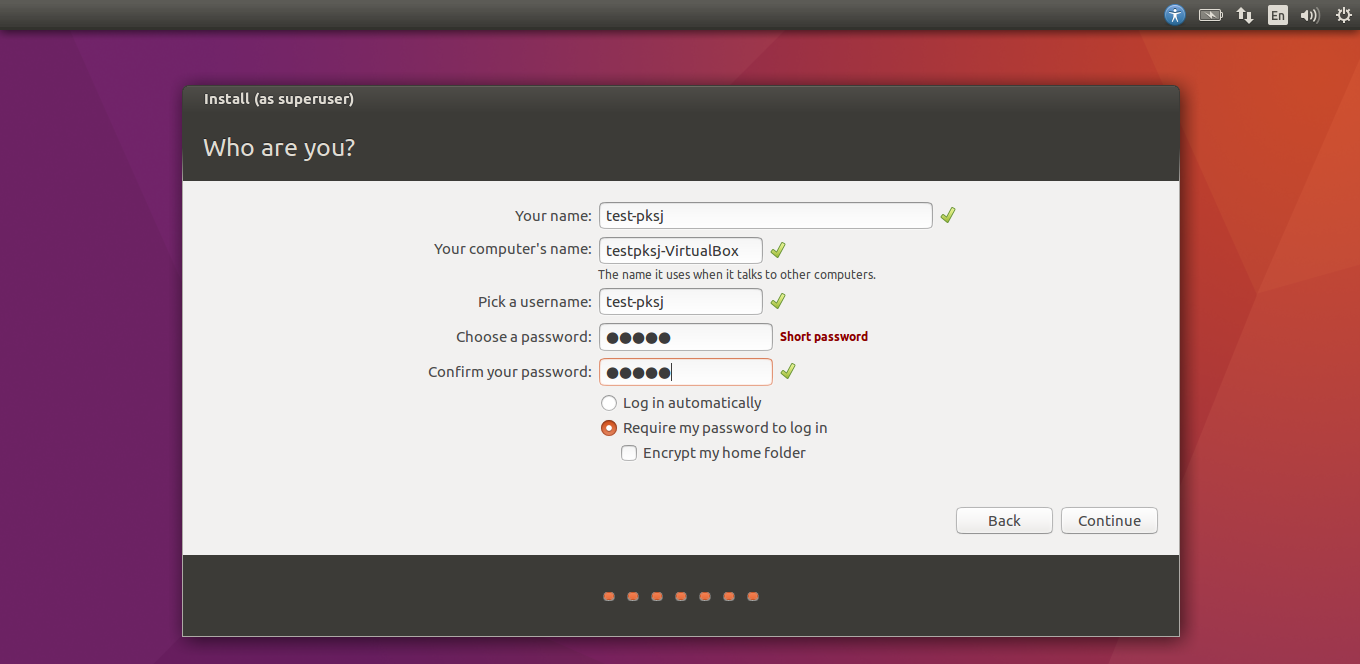 En
Install (as superuser)
Who are you?
Your name: test-pksj
Your computer's name: testpksj-VirtualBox
The name it uses when it talks to other computers.
Pick a username: test-pksj
Choose a password: ●●●●● Short password
Confirm your password: ●●●●●
Log in automatically
Require my password to log in
Encrypt my home folder
Back Continue